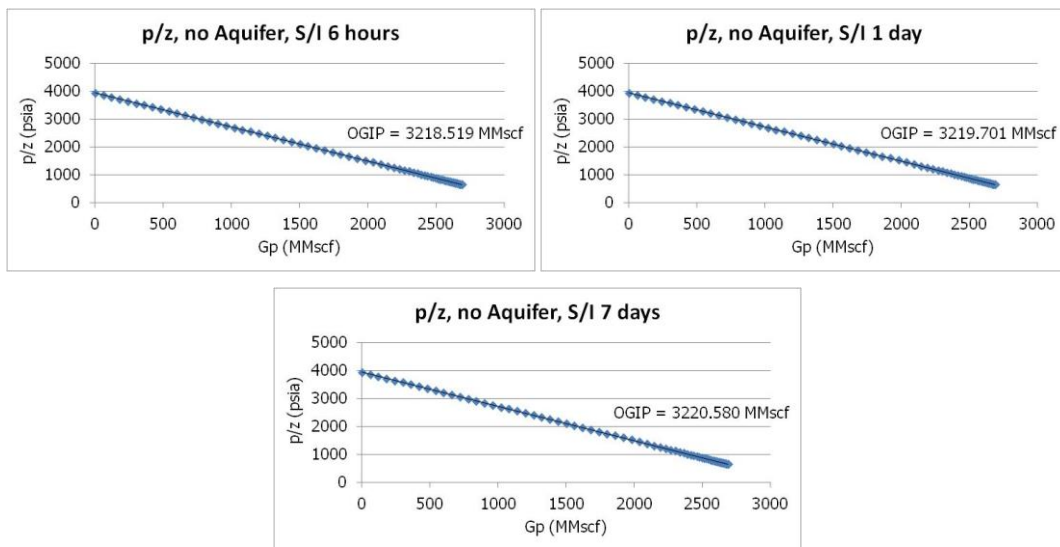 p/z, no Aquifer, S/I 6 hours
5000
4000
3000
2000
1000
0
p/z (psia)
OGIP = 3218.519 MMscf
0 500 1000 1500 2000 2500 3000
Gp (MMscf)
p/z, no Aquifer, S/I 1 day
5000
4000
3000
2000
1000
0
p/z (psia)
OGIP = 3219.701 MMscf
0 500 1000 1500 2000 2500 3000
Gp (MMscf)
p/z, no Aquifer, S/I 7 days
5000
4000
3000
2000
1000
0
p/z (psia)
OGIP = 3220.580 MMscf
0 500 1000 1500 2000 2500 3000
Gp (MMscf)